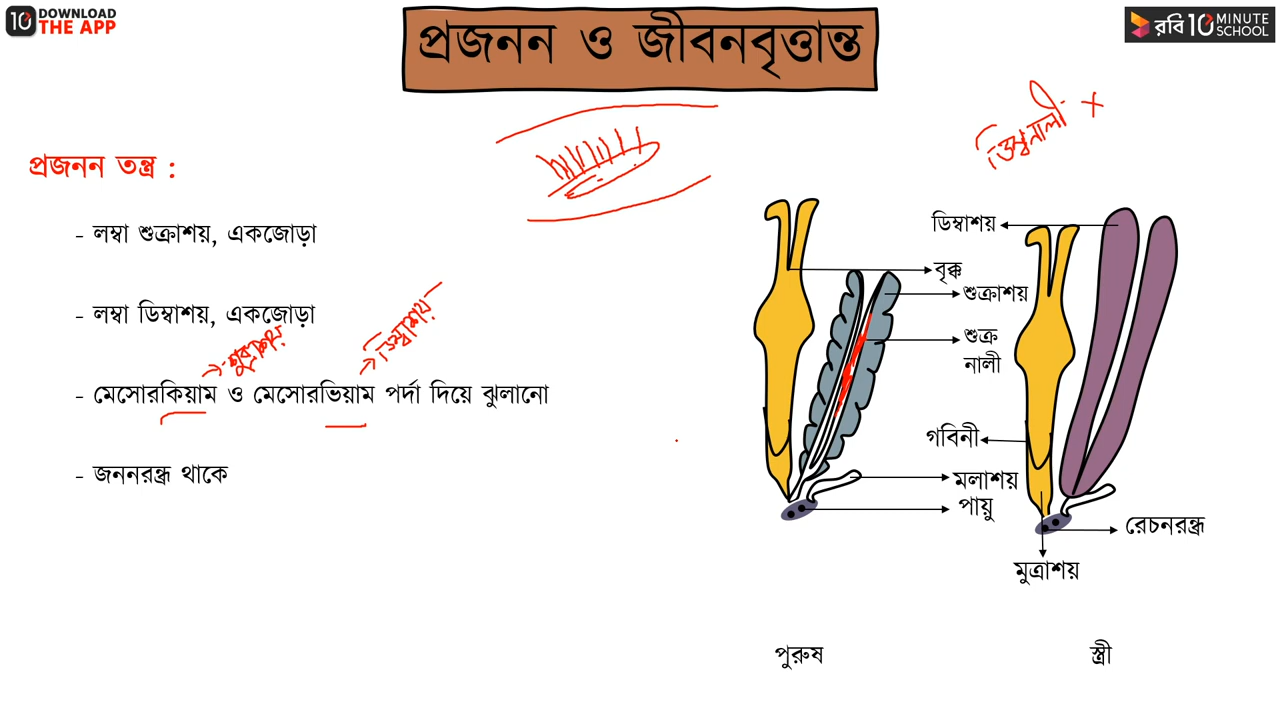 10 DOWNLOAD
THE APP
প্রজনন ও জীবনবৃত্তান্ত
রবি 10 MINUTE
SCHOOL
ডিম্বনালী x
প্রজনন তন্ত্র :
- লম্বা শুক্রাশয়, একজোড়া
- লম্বা ডিম্বাশয়, একজোড়া
→ শুক্রাশয়
→ ডিম্বাশয়
- মেসোরকিয়াম ও মেসোরভিয়াম পর্দা দিয়ে ঝুলানো
- জননরন্ধ্র থাকে
ডিম্বাশয়
বৃক্ক
শুক্রাশয়
শুক্র
নালী
গবিনী
মলাশয়
পায়ু
রেচনরন্ধ্র
মুত্রাশয়
পুরুষ
স্ত্রী